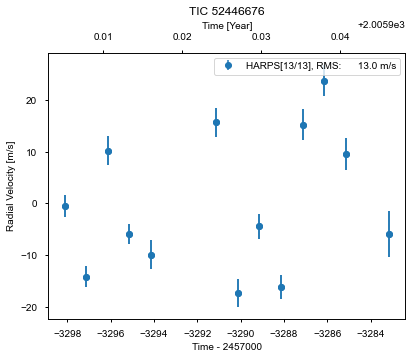 TIC 52446676
Time [Year]
0.01 0.02 0.03 0.04
+2.0059e3
HARPS[13/13], RMS: 13.0 m/s
Radial Velocity [m/s]
20
10
0
−10
−20
−3298 −3296 −3294 −3292 −3290 −3288 −3286 −3284
Time - 2457000